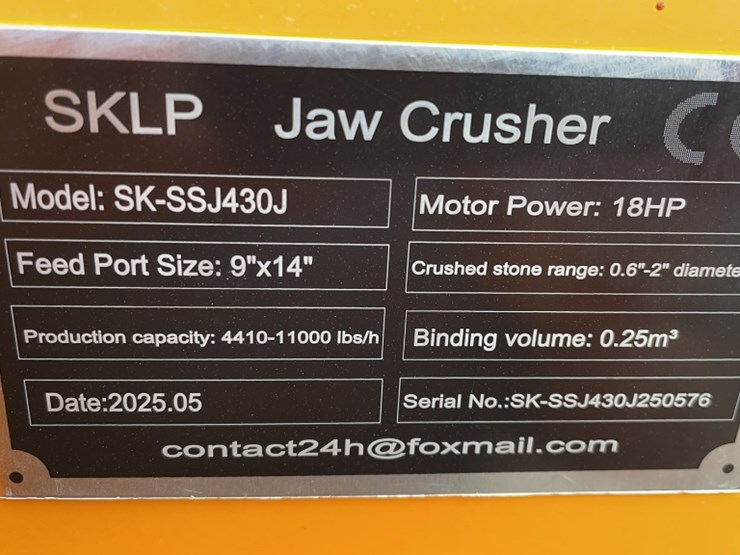 SKLP Jaw Crusher C
Model: SK-SSJ430J
Motor Power: 18HP
Feed Port Size: 9"x14"
Crushed stone range: 0.6"-2" diamete
Production capacity: 4410-11000 lbs/h
Binding volume: 0.25m³
Date:2025.05
Serial No.:SK-SSJ430J250576
contact24h@foxmail.com